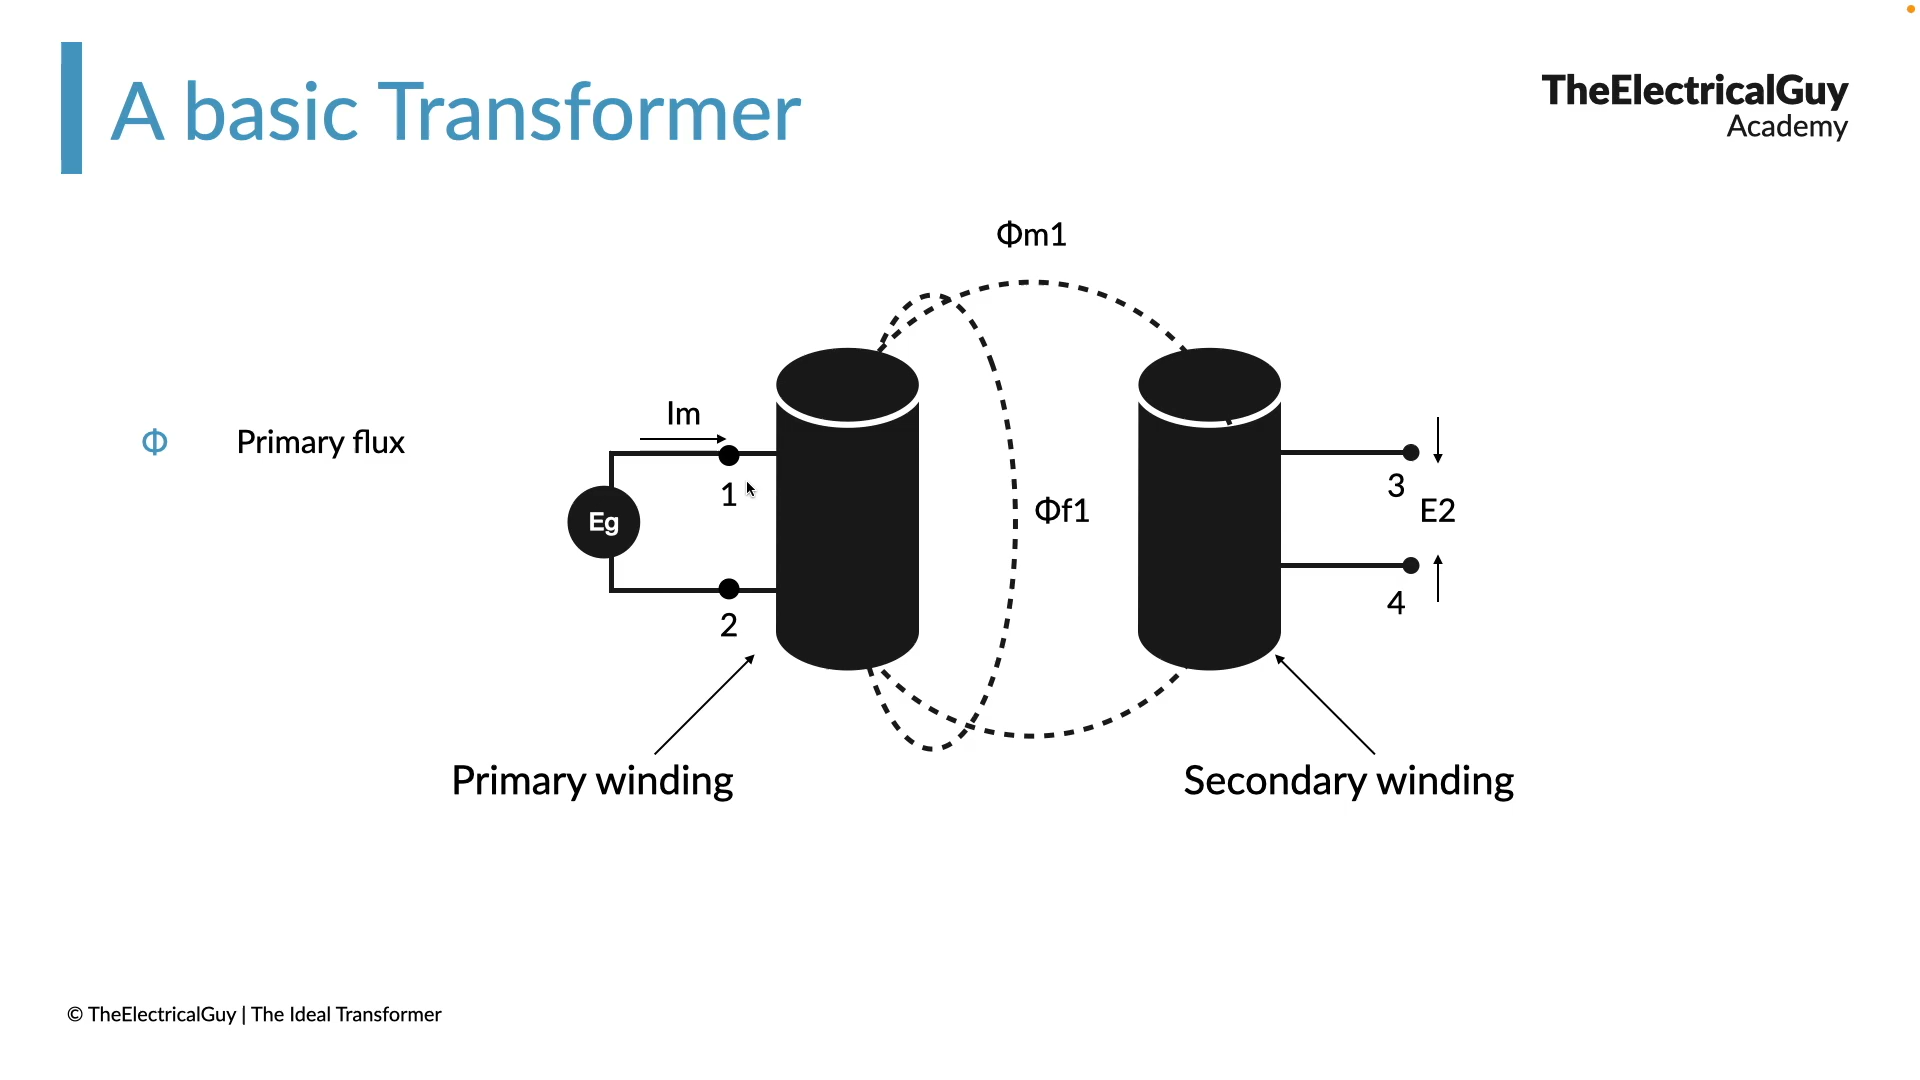 A basic Transformer
TheElectricalGuy
Academy
Φm1
Im
Φ Primary flux
1
Eg
Φf1
3
E2
4
2
Primary winding
Secondary winding
© TheElectricalGuy | The Ideal Transformer